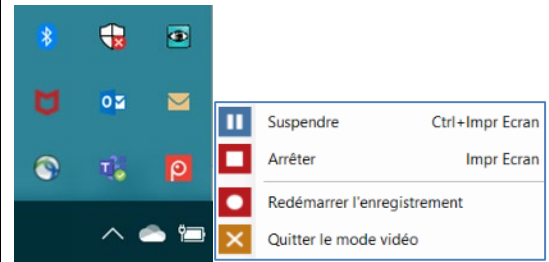 Suspendre Ctrl+Impr Ecran
Arrêter Impr Ecran
Redémarrer l'enregistrement
Quitter le mode vidéo